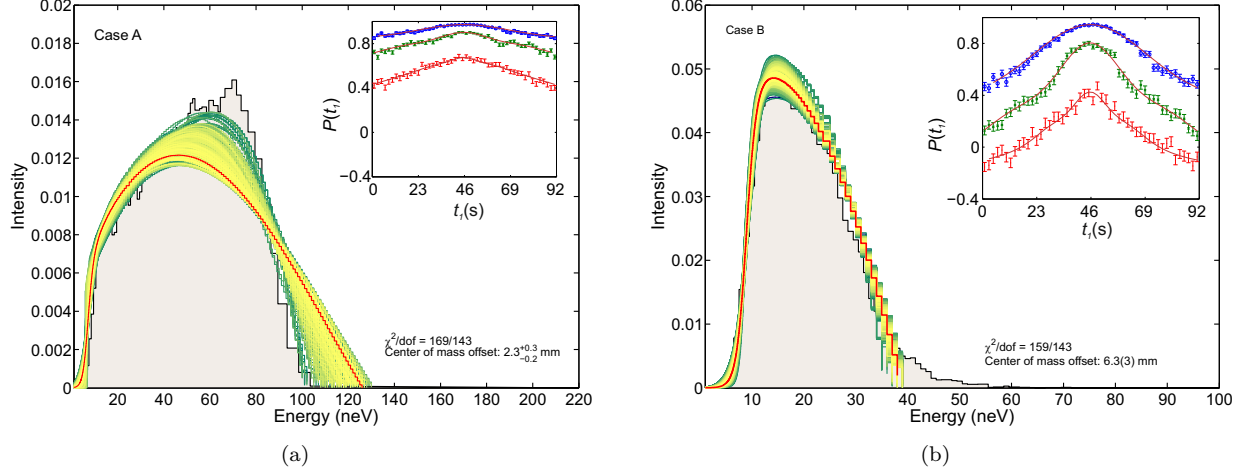 Case A
0.02
0.018
0.016
0.014
0.012
0.01
0.008
0.006
0.004
0.002
0
Intensity
20 40 60 80 100 120 140 160 180 200 220
Energy (neV)
0.8
0.4
0
−0.4
P(t₁)
0 23 46 69 92
t₁(s)
χ²/dof = 169/143
Center of mass offset: 2.3⁺⁰·³₋₀.₂ mm
(a)
Case B
0.06
0.05
0.04
0.03
0.02
0.01
0
Intensity
10 20 30 40 50 60 70 80 90 100
Energy (neV)
0.8
0.4
0
−0.4
P(t₁)
0 23 46 69 92
t₁(s)
χ²/dof = 159/143
Center of mass offset: 6.3(3) mm
(b)